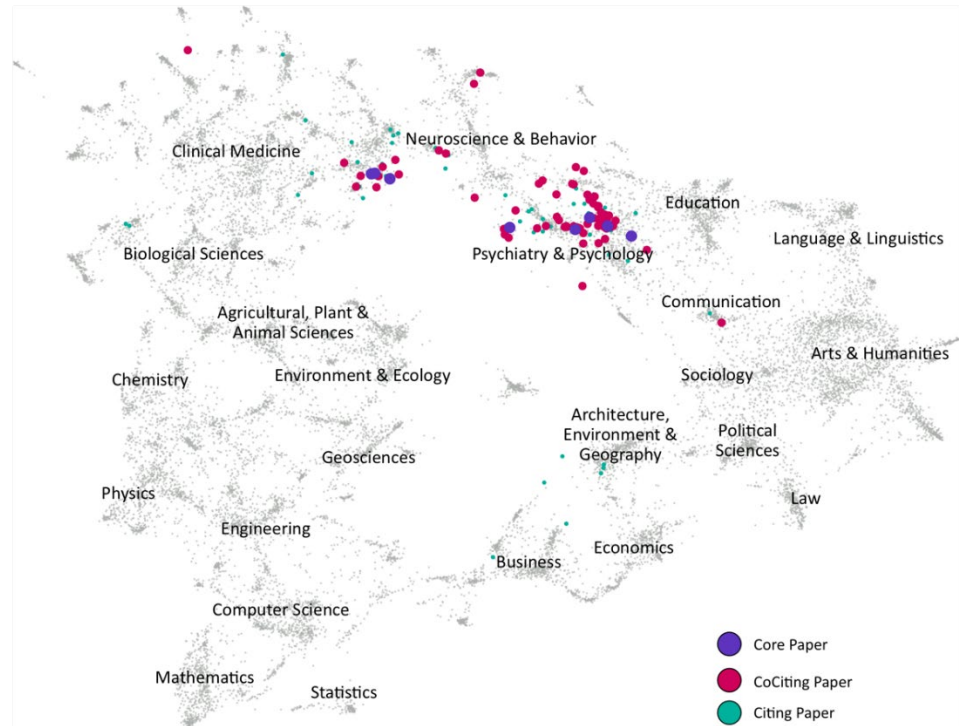 Neuroscience & Behavior
Clinical Medicine
Education
Language & Linguistics
Biological Sciences
Psychiatry & Psychology
Communication
Agricultural, Plant &
Animal Sciences
Arts & Humanities
Chemistry
Environment & Ecology
Sociology
Architecture,
Environment &
Geography
Political
Sciences
Geosciences
Physics
Law
Engineering
Economics
Business
Computer Science
Mathematics
Statistics
Core Paper
CoCiting Paper
Citing Paper